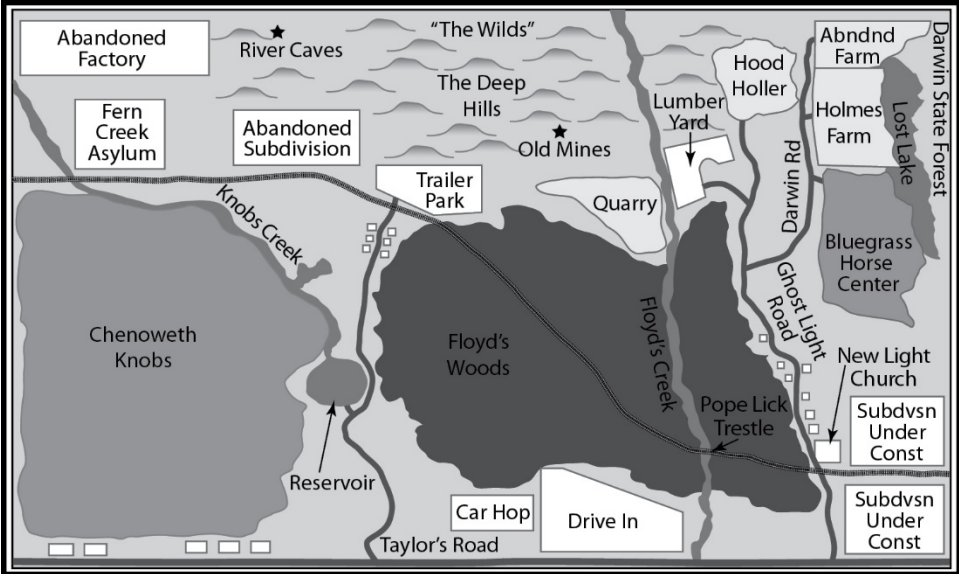 Abandoned
Factory
River Caves
“The Wilds”
The Deep
Hills
Old Mines
Fern
Creek
Asylum
Abandoned
Subdivision
Trailer
Park
Quarry
Lumber
Yard
Hood
Holler
Abndnd
Farm
Holmes
Farm
Lost Lake
Darwin State Forest
Darwin Rd
Bluegrass
Horse
Center
Knobs Creek
Chenoweth
Knobs
Reservoir
Floyd’s
Woods
Floyd’s Creek
Ghost Light
Road
Pope Lick
Trestle
New Light
Church
Subdvsn
Under
Const
Car Hop
Drive In
Taylor’s Road
Subdvsn
Under
Const